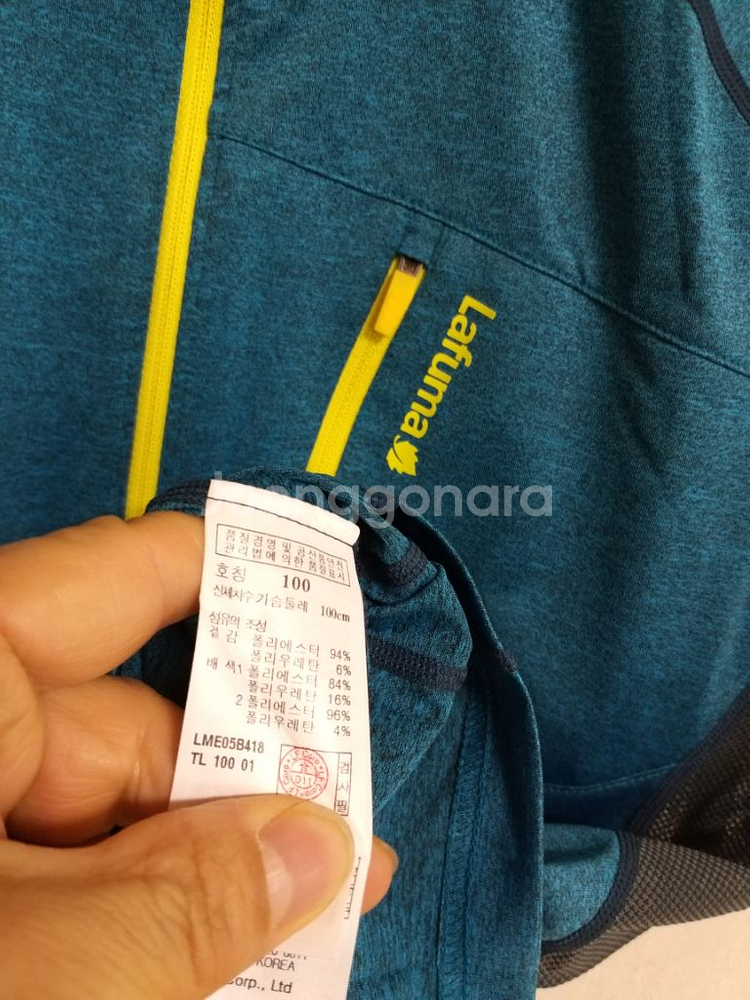 Lafuma
joonggonara
품질경영 및 공산품안전
관리법에 의한 품질표시
호칭 100
신체치수 가슴둘레 100cm
섬유의 조성
겉감 폴리에스터 94%
폴리우레탄 6%
배색1 폴리에스터 84%
폴리우레탄 16%
2 폴리에스터 96%
폴리우레탄 4%
LME05B418
TL 100 01
검사필
KOREA
Corp., Ltd